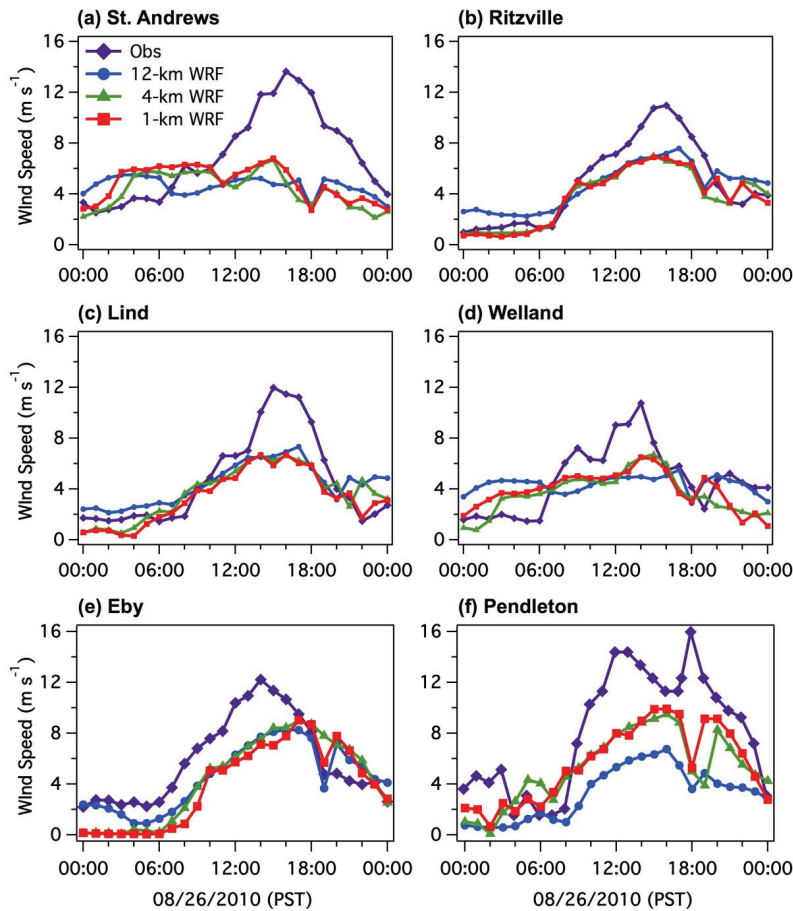 (a) St. Andrews
(b) Ritzville
16
12
8
4
0
WInd Speed (m s⁻¹)
Obs
12-km WRF
4-km WRF
1-km WRF
00:00 06:00 12:00 18:00 00:00
16
12
8
4
0
00:00 06:00 12:00 18:00 00:00
(c) Lind
(d) Welland
16
12
8
4
0
WInd Speed (m s⁻¹)
00:00 06:00 12:00 18:00 00:00
16
12
8
4
0
00:00 06:00 12:00 18:00 00:00
(e) Eby
(f) Pendleton
16
12
8
4
0
WInd Speed (m s⁻¹)
00:00 06:00 12:00 18:00 00:00
08/26/2010 (PST)
16
12
8
4
0
00:00 06:00 12:00 18:00 00:00
08/26/2010 (PST)